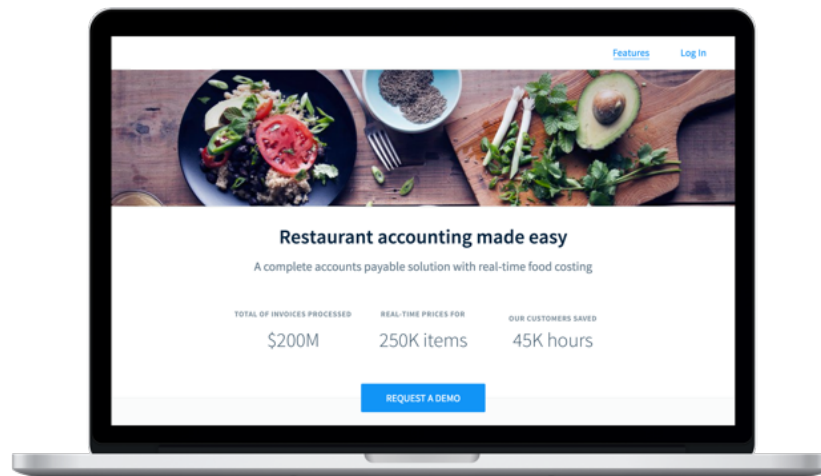 Features
Log In
Restaurant accounting made easy
A complete accounts payable solution with real-time food costing
TOTAL OF INVOICES PROCESSED
$200M
REAL-TIME PRICES FOR
250K items
OUR CUSTOMERS SAVED
45K hours
REQUEST A DEMO